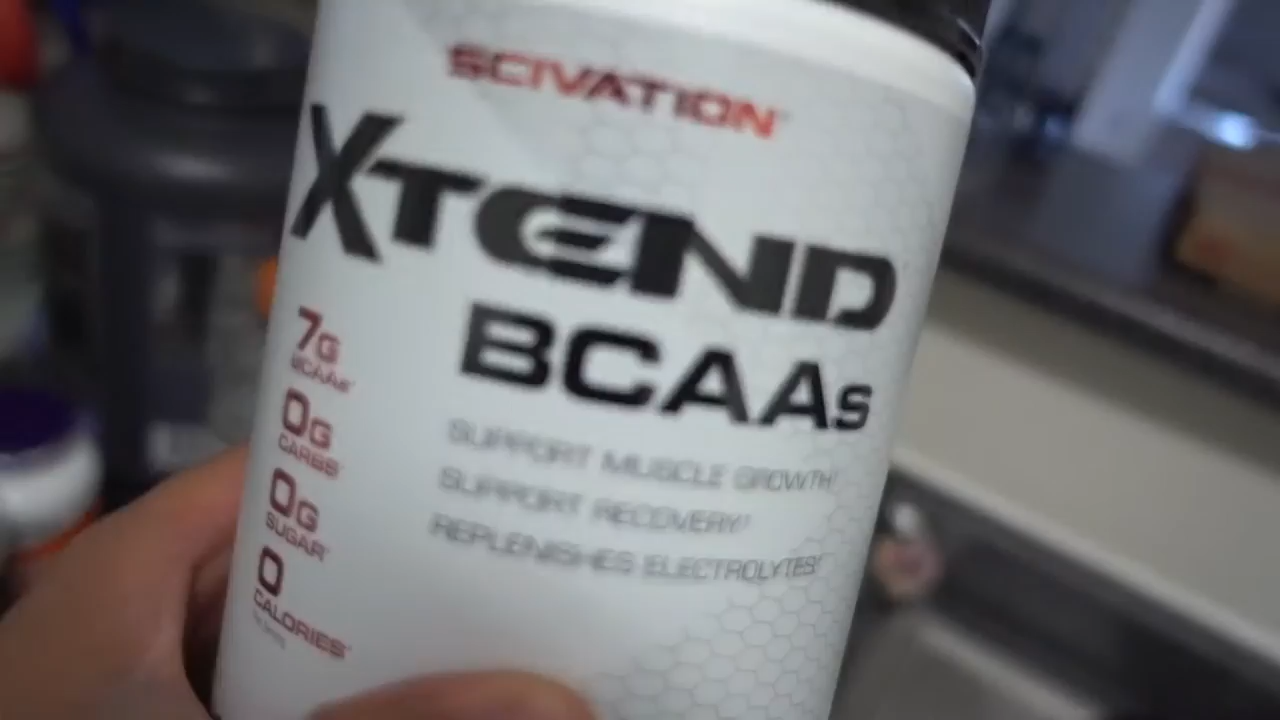 SCIVATION
XTEND
BCAAs
7G
BCAAs
0G
CARBS
0G
SUGAR
0
CALORIES
SUPPORT MUSCLE GROWTH
SUPPORT RECOVERY
REPLENISHES ELECTROLYTES